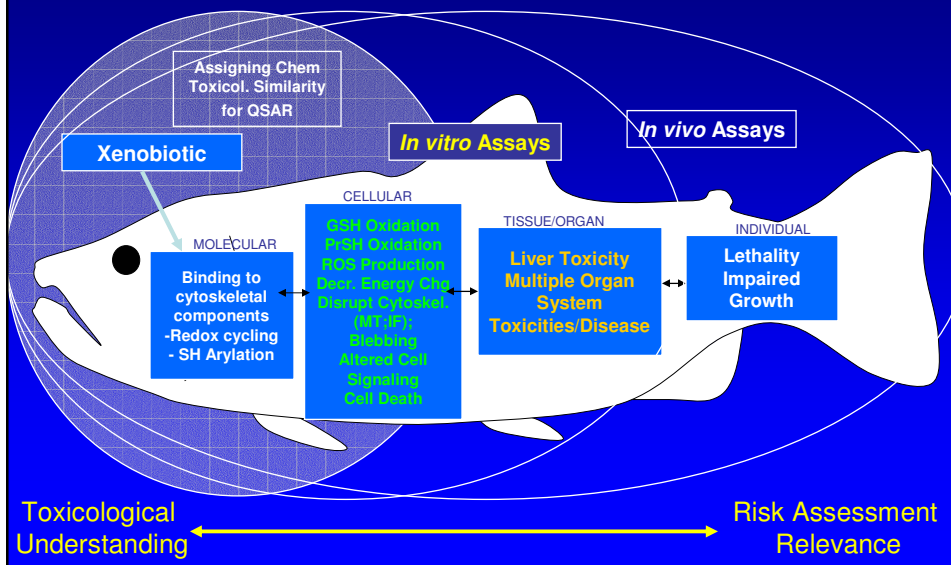 Assigning Chem
Toxicol. Similarity
for QSAR
Xenobiotic
In vitro Assays
In vivo Assays
MOLECULAR
Binding to
cytoskeletal
components
-Redox cycling
- SH Arylation
CELLULAR
GSH Oxidation
PrSH Oxidation
ROS Production
Decr. Energy Chg
Disrupt Cytoskel.
(MT;IF);
Blebbing
Altered Cell
Signaling
Cell Death
TISSUE/ORGAN
Liver Toxicity
Multiple Organ
System
Toxicities/Disease
INDIVIDUAL
Lethality
Impaired
Growth
Toxicological
Understanding
Risk Assessment
Relevance